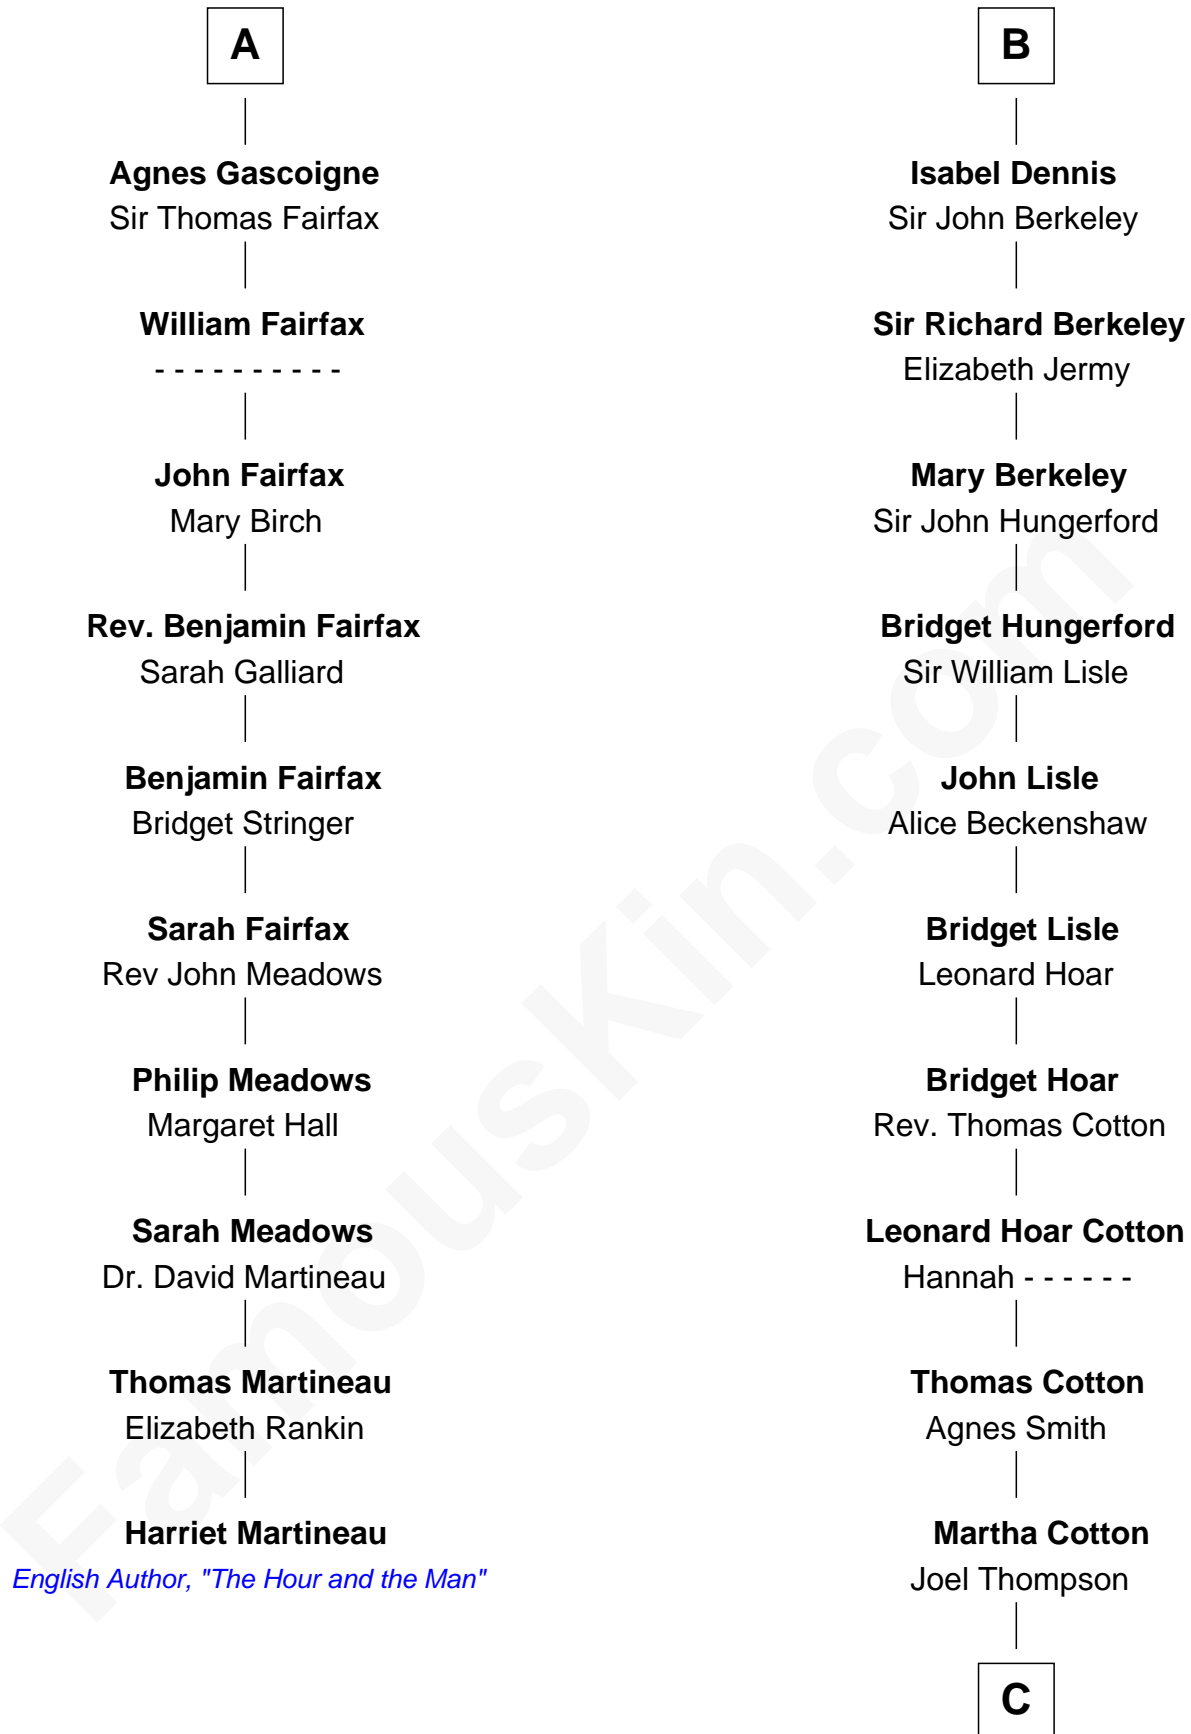 A
Agnes Gascoigne
Sir Thomas Fairfax
William Fairfax
- - - - - - - - - -
John Fairfax
Mary Birch
Rev. Benjamin Fairfax
Sarah Galliard
Benjamin Fairfax
Bridget Stringer
Sarah Fairfax
Rev John Meadows
Philip Meadows
Margaret Hall
Sarah Meadows
Dr. David Martineau
Thomas Martineau
Elizabeth Rankin
Harriet Martineau
English Author, "The Hour and the Man"
B
Isabel Dennis
Sir John Berkeley
Sir Richard Berkeley
Elizabeth Jermy
Mary Berkeley
Sir John Hungerford
Bridget Hungerford
Sir William Lisle
John Lisle
Alice Beckenshaw
Bridget Lisle
Leonard Hoar
Bridget Hoar
Rev. Thomas Cotton
Leonard Hoar Cotton
Hannah - - - - - -
Thomas Cotton
Agnes Smith
Martha Cotton
Joel Thompson
C
FamousKin.com